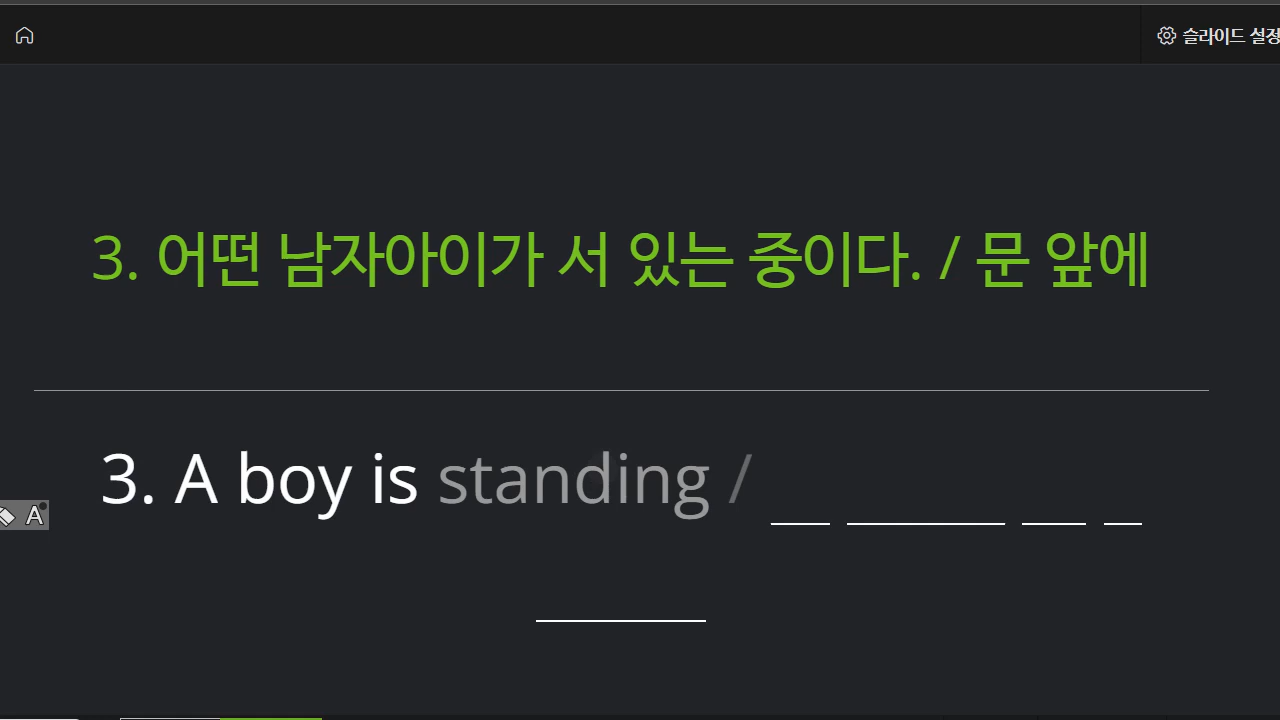 슬라이드 설정
3. 어떤 남자아이가 서 있는 중이다. / 문 앞에
3. A boy is standing /
A